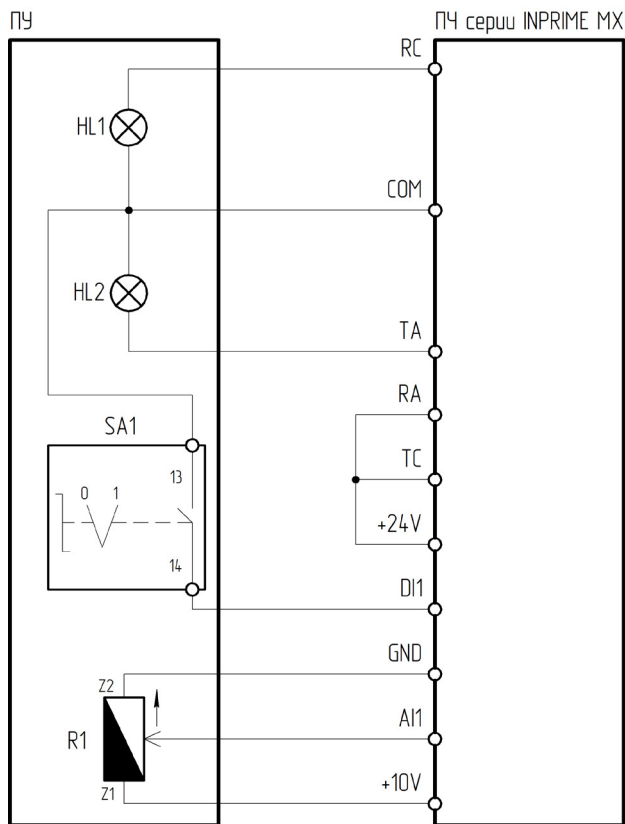 ПУ
ПЧ серии INPRIME MX
RC
HL1
COM
HL2
TA
RA
SA1
TC
13
0 1
+24V
14
DI1
GND
Z2
AI1
R1
Z1
+10V